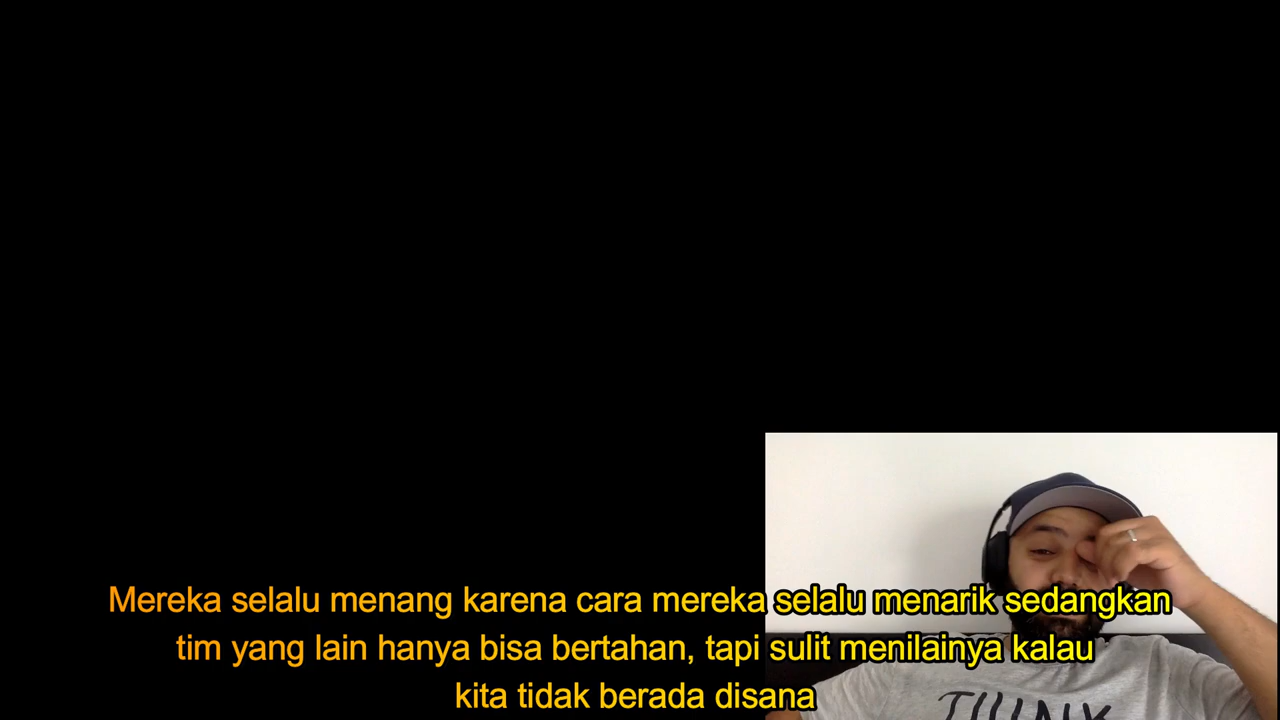 Mereka selalu menang karena cara mereka selalu menarik sedangkan
tim yang lain hanya bisa bertahan, tapi sulit menilainya kalau
kita tidak berada disana